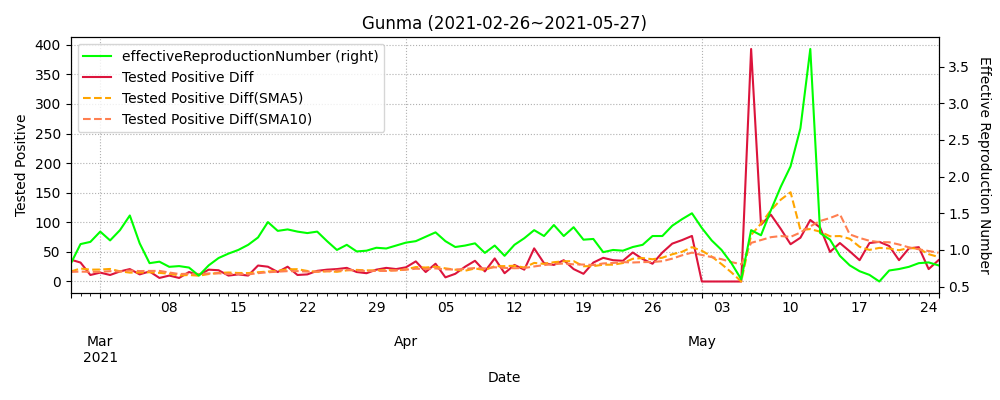 Gunma (2021-02-26~2021-05-27)
effectiveReproductionNumber (right)
Tested Positive Diff
Tested Positive Diff(SMA5)
Tested Positive Diff(SMA10)
Tested Positive
400
350
300
250
200
150
100
50
0
3.5
3.0
2.5
2.0
1.5
1.0
0.5
Effective Reproduction Number
08 15 22 29 05 12 19 26 03 10 17 24
Mar Apr May
2021
Date